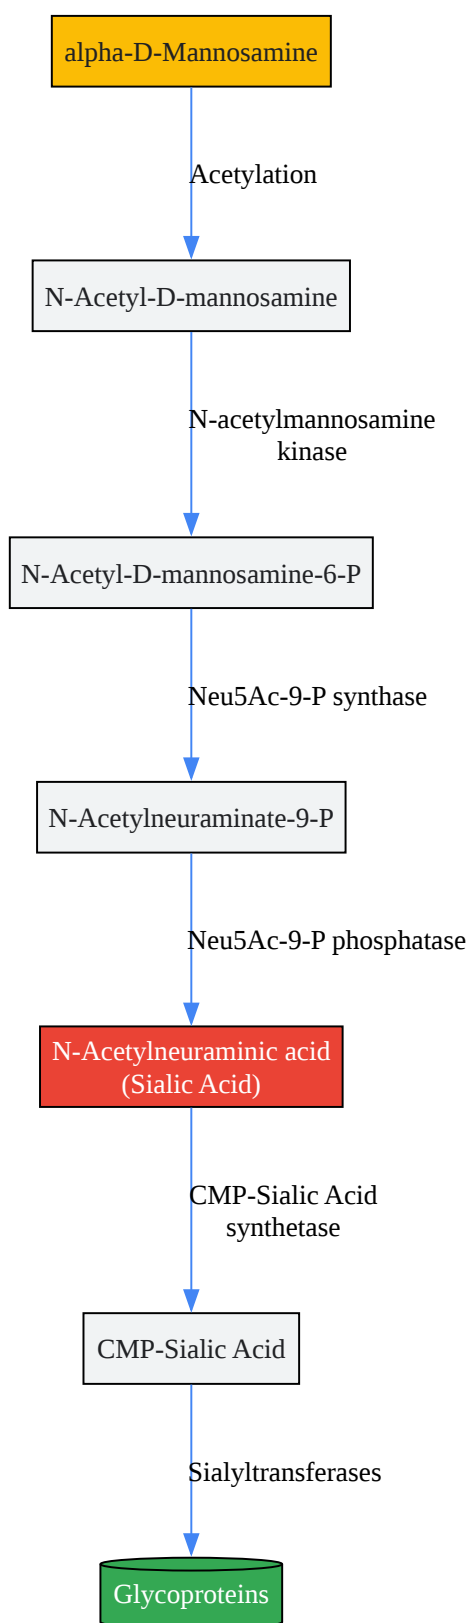 alpha-D-Mannosamine
Acetylation
N-Acetyl-D-mannosamine
N-acetylmannosamine
kinase
N-Acetyl-D-mannosamine-6-P
Neu5Ac-9-P synthase
N-Acetylneuraminate-9-P
Neu5Ac-9-P phosphatase
N-Acetylneuraminic acid
(Sialic Acid)
CMP-Sialic Acid
synthetase
CMP-Sialic Acid
Sialyltransferases
Glycoproteins